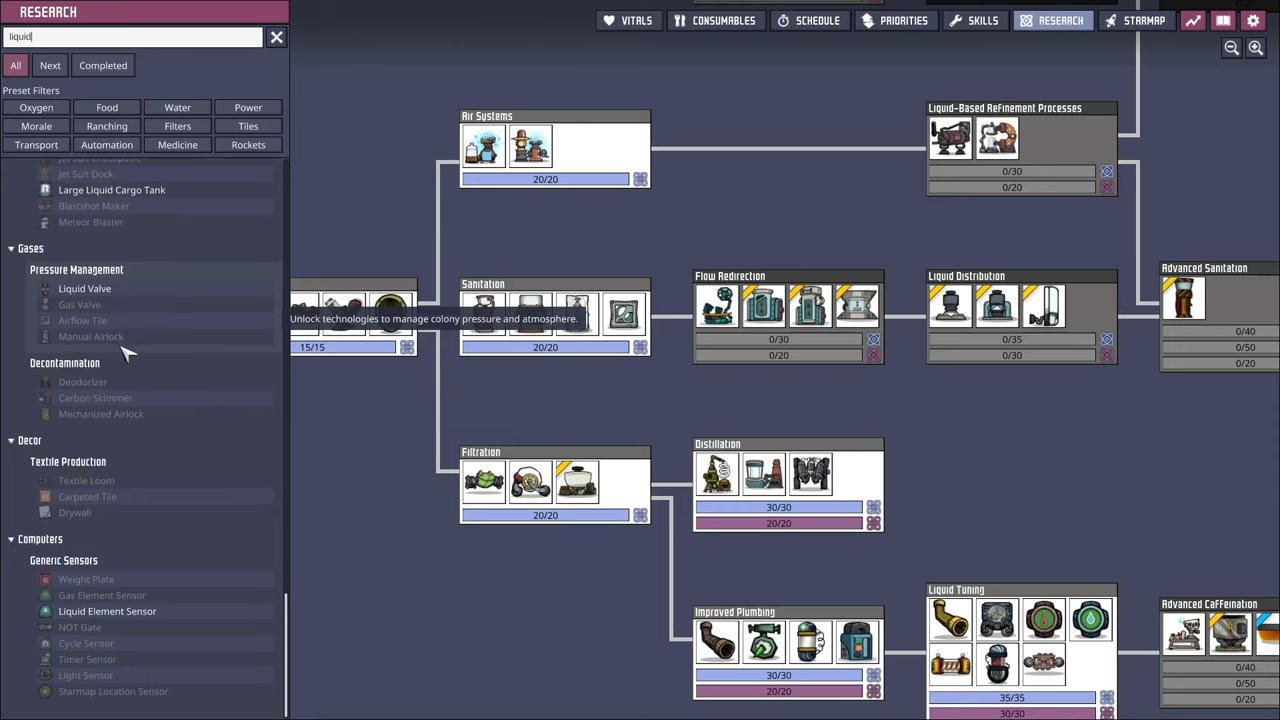 RESEARCH
liquid
All
Next
Completed
Preset Filters
Oxygen
Food
Water
Power
Morale
Ranching
Filters
Tiles
Transport
Automation
Medicine
Rockets
Jet Suit Checkpoint
Jet Suit Dock
Large Liquid Cargo Tank
Blastshot Maker
Meteor Blaster
Gases
Pressure Management
Liquid Valve
Gas Valve
Airflow Tile
Manual Airlock
Decontamination
Deodorizer
Carbon Skimmer
Mechanized Airlock
Decor
Textile Production
Textile Loom
Carpeted Tile
Drywall
Computers
Generic Sensors
Weight Plate
Gas Element Sensor
Liquid Element Sensor
NOT Gate
Cycle Sensor
Timer Sensor
Light Sensor
Starmap Location Sensor
VITALS
CONSUMABLES
SCHEDULE
PRIORITIES
SKILLS
RESEARCH
STARMAP
Air Systems
20/20
Liquid-Based Refinement Processes
0/30
0/20
Unlock technologies to manage colony pressure and atmosphere.
15/15
Sanitation
20/20
Flow Redirection
0/30
0/20
Liquid Distribution
0/35
0/30
Advanced Sanitation
0/40
0/50
0/20
Filtration
20/20
Distillation
30/30
20/20
Improved Plumbing
30/30
20/20
Liquid Tuning
35/35
30/30
Advanced Caffeination
0/40
0/50
0/20